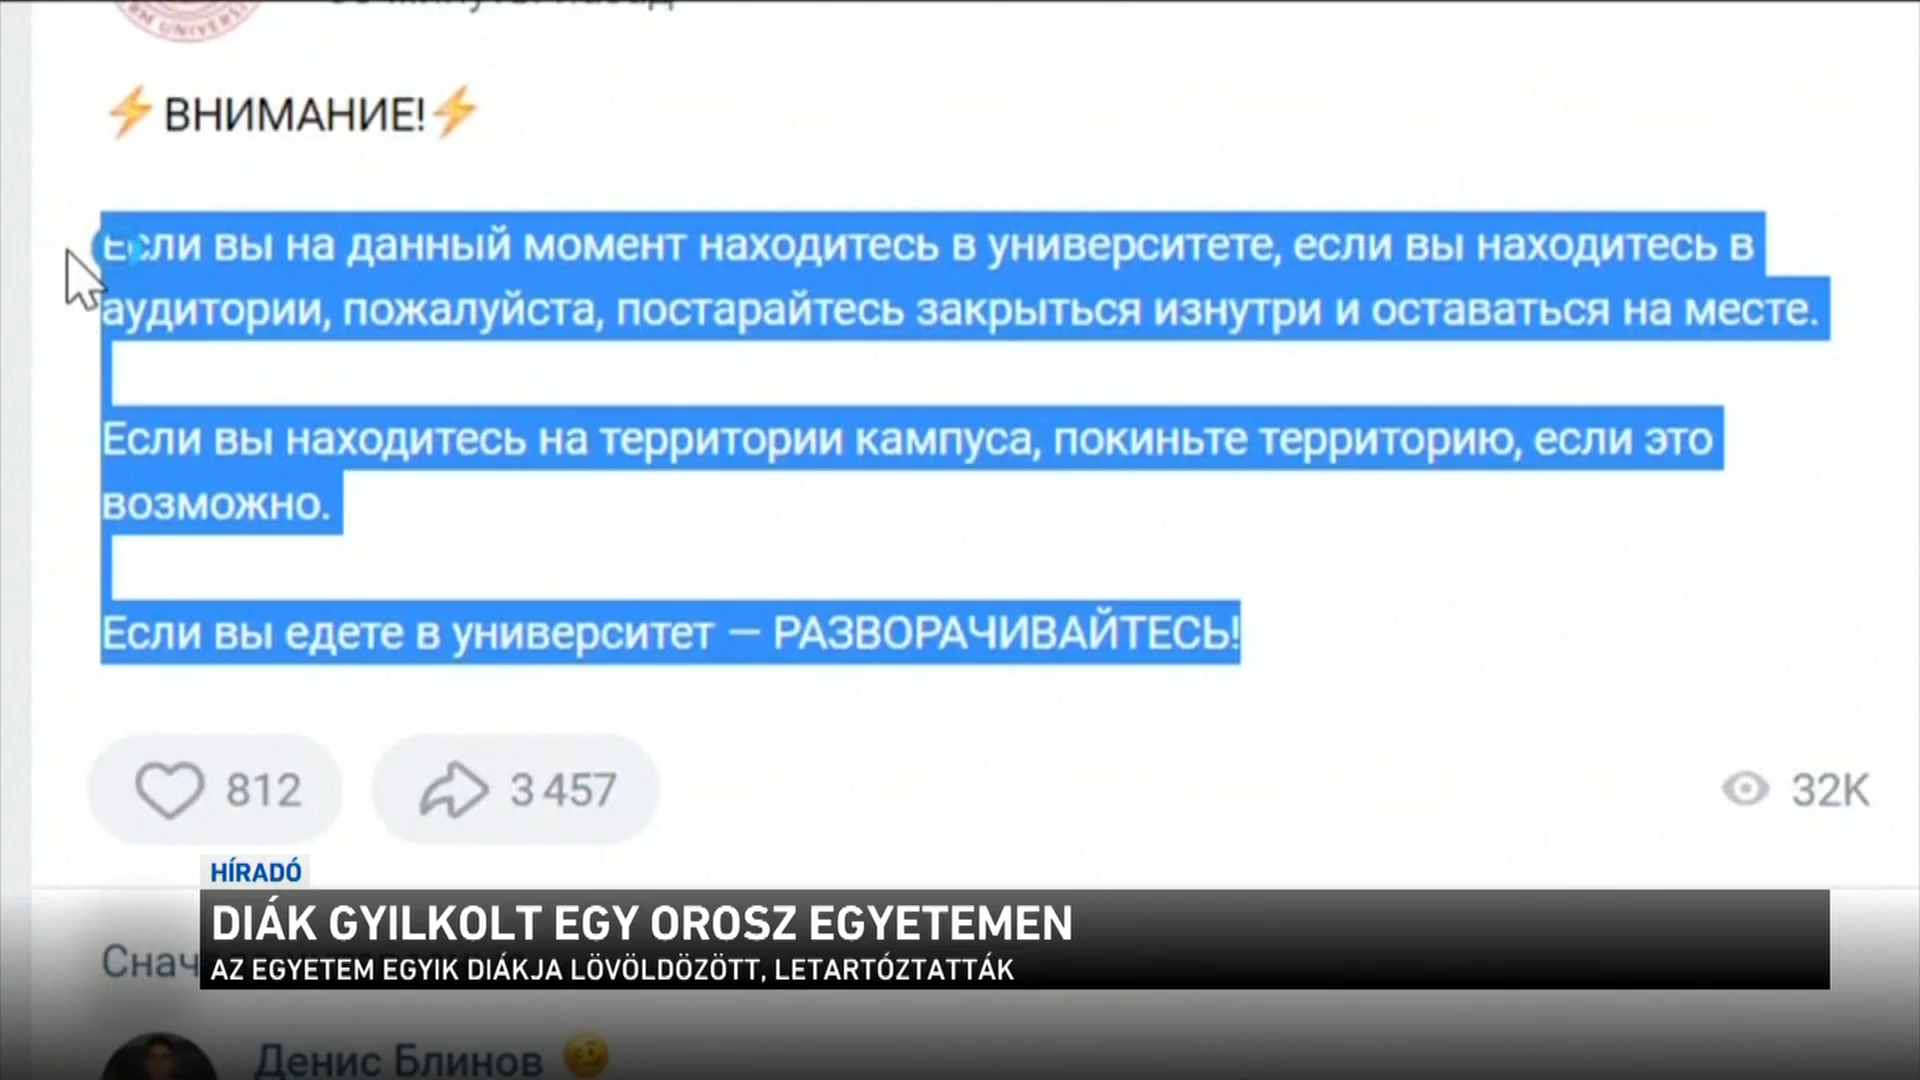 ⚡ВНИМАНИЕ!⚡
Если вы на данный момент находитесь в университете, если вы находитесь в
аудитории, пожалуйста, постарайтесь закрыться изнутри и оставаться на месте.
Если вы находитесь на территории кампуса, покиньте территорию, если это
возможно.
Если вы едете в университет — РАЗВОРАЧИВАЙТЕСЬ!
812
3 457
32K
HÍRADÓ
DIÁK GYILKOLT EGY OROSZ EGYETEMEN
AZ EGYETEM EGYIK DIÁKJA LÖVÖLDÖZÖTT, LETARTÓZTATTÁK
Денис Блинов